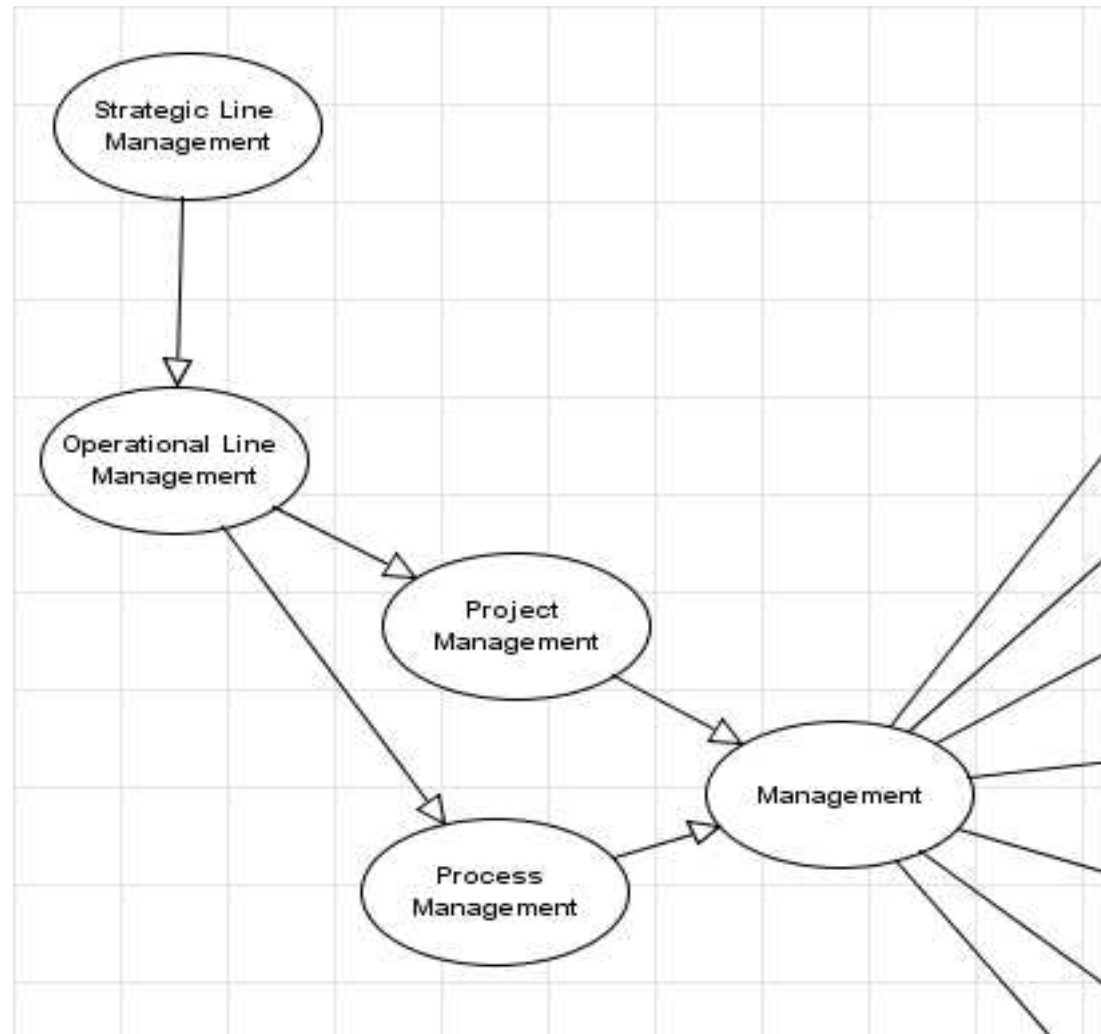 Strategic Line
Management
Operational Line
Management
Project
Management
Management
Process
Management